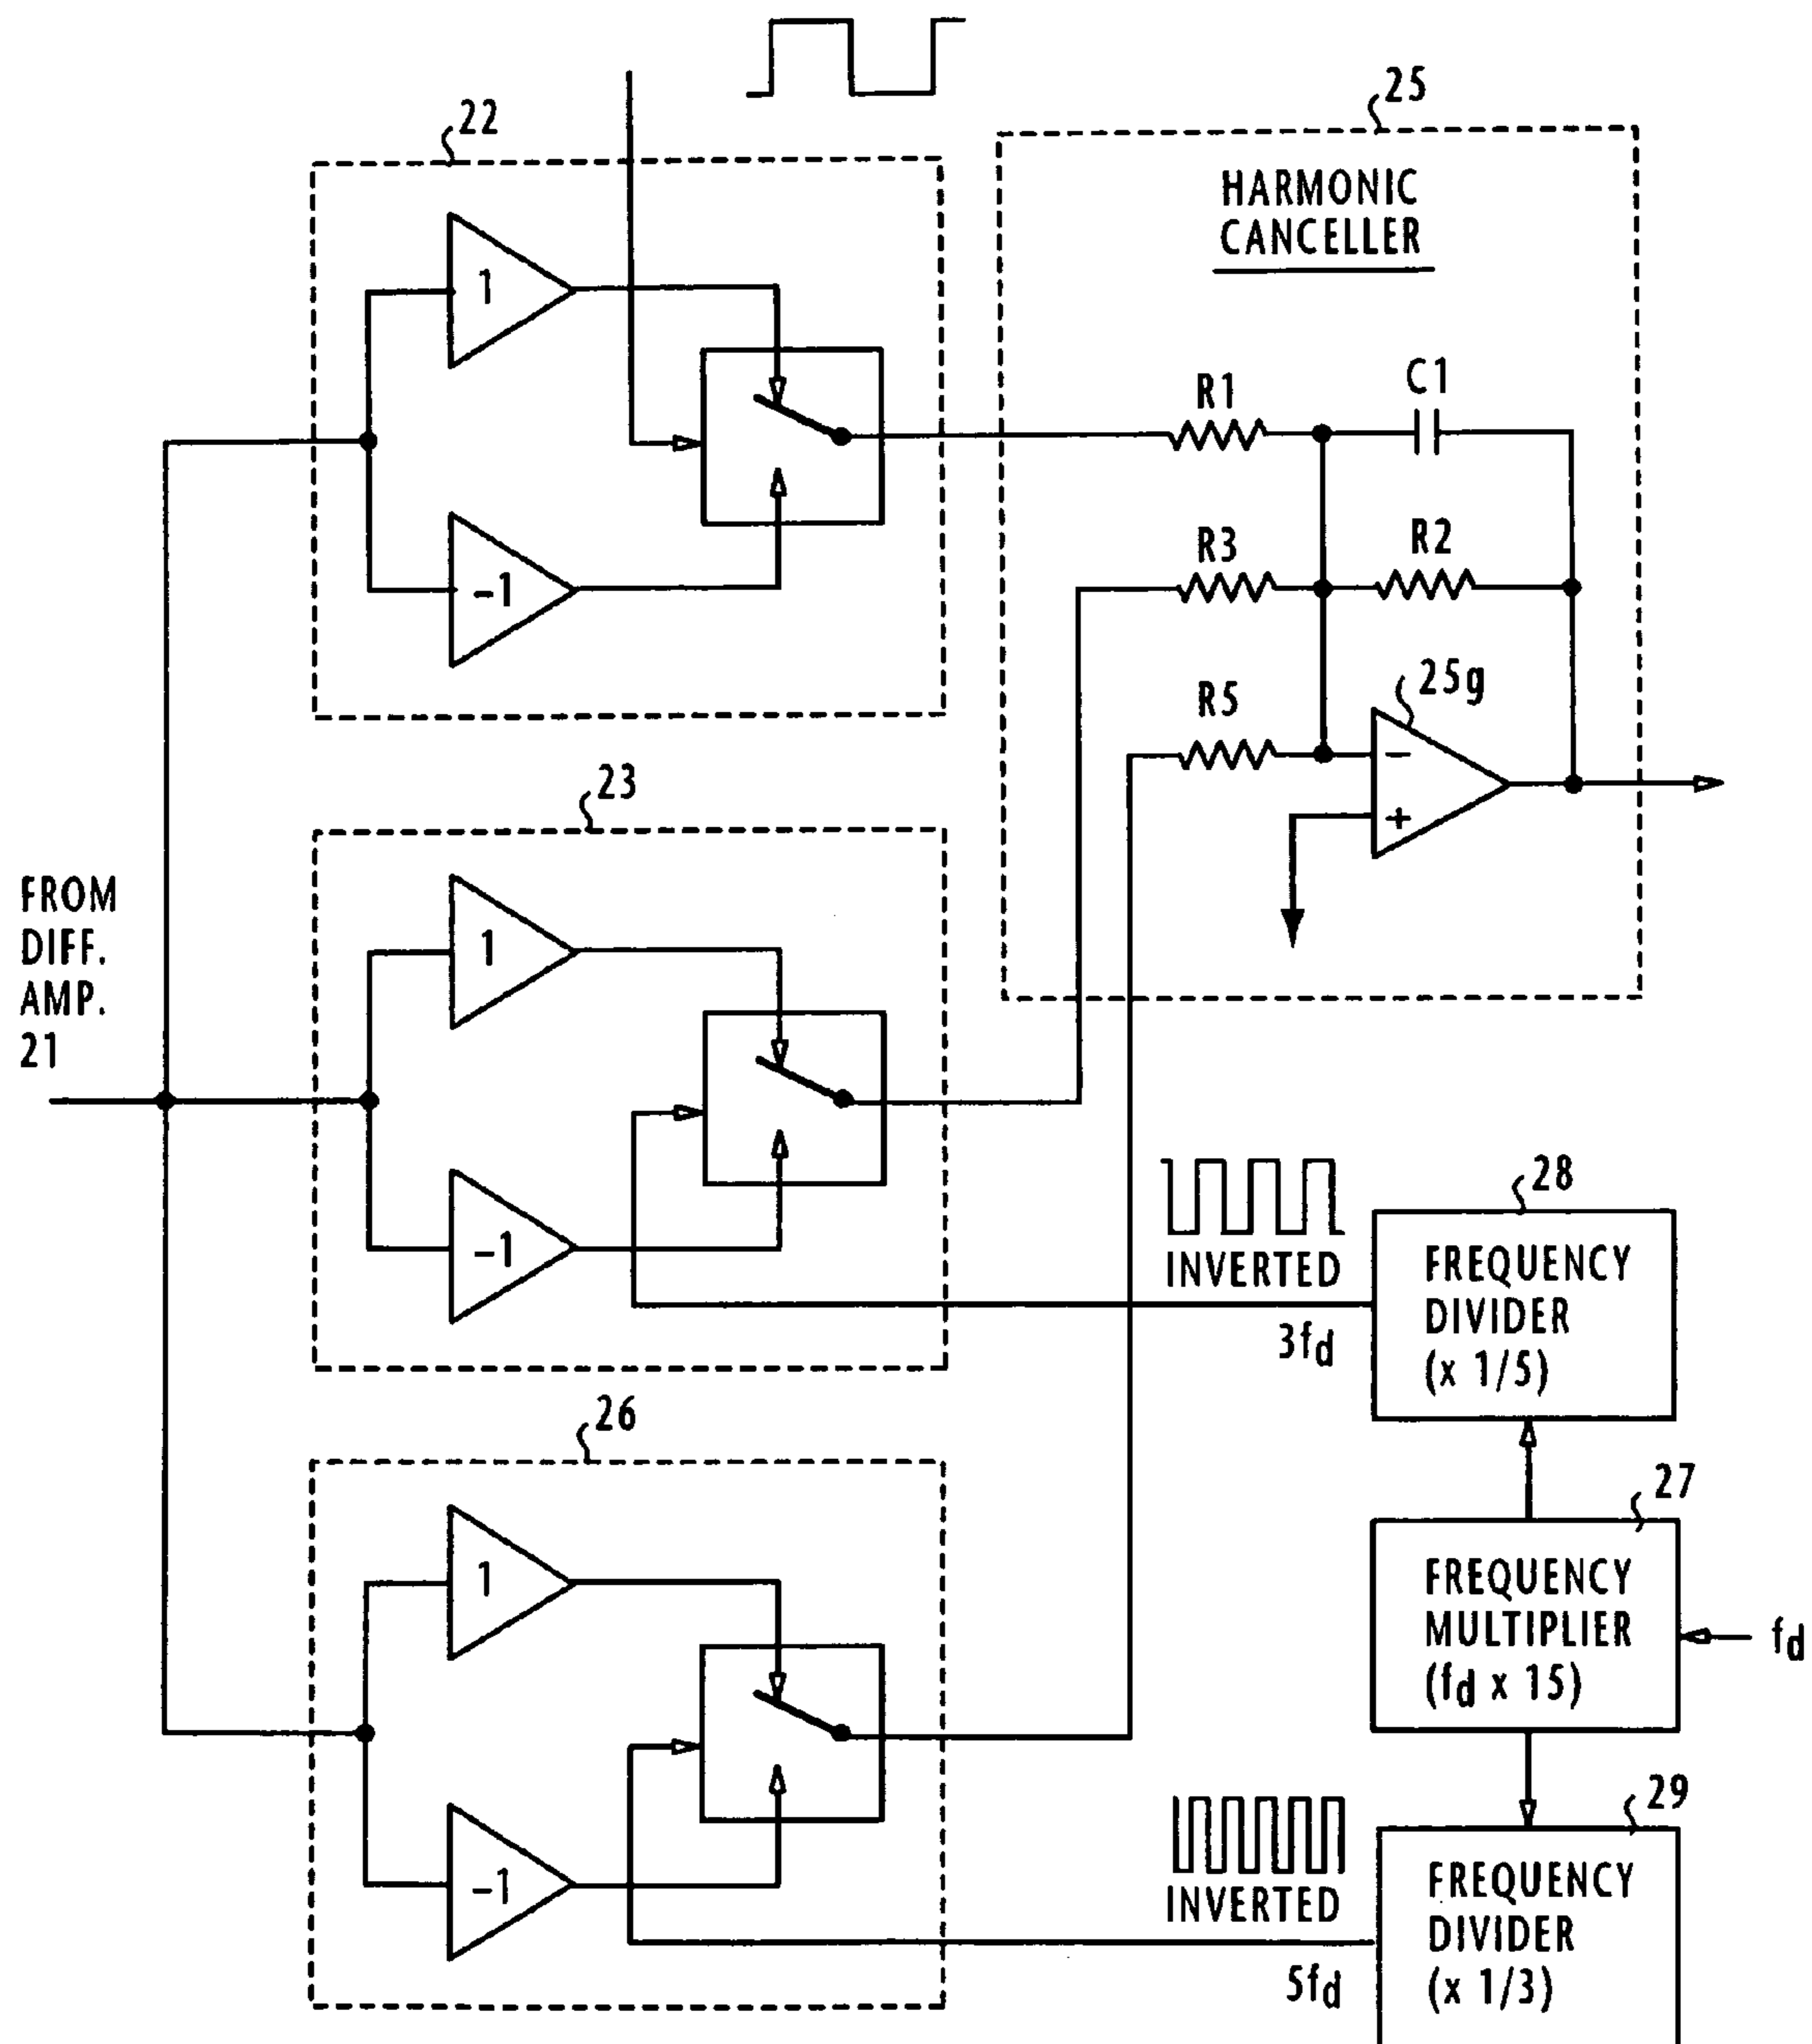 22
1
-1
25
HARMONIC
CANCELLER
R1
C1
R3
R2
R5
25g
−
+
23
1
-1
FROM
DIFF.
AMP.
21
INVERTED
3fd
28
FREQUENCY
DIVIDER
(x 1/5)
26
1
-1
27
FREQUENCY
MULTIPLIER
(fd x 15)
fd
INVERTED
5fd
29
FREQUENCY
DIVIDER
(x 1/3)